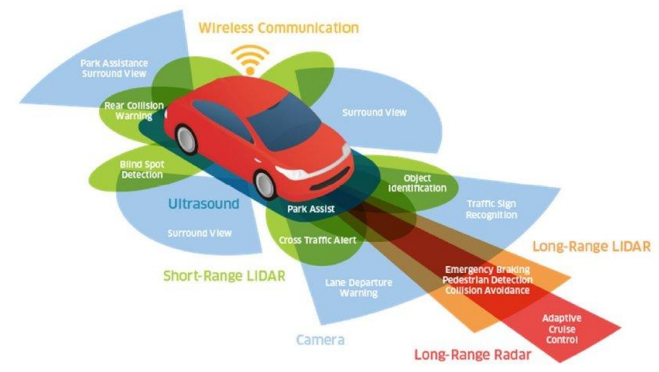 Wireless Communication
Park Assistance
Surround View
Rear Collision
Warning
Surround View
Blind Spot
Detection
Object
Identification
Ultrasound
Park Assist
Traffic Sign
Recognition
Surround View
Cross Traffic Alert
Long-Range LIDAR
Short-Range LIDAR
Emergency Braking
Pedestrian Detection
Collision Avoidance
Lane Departure
Warning
Adaptive
Cruise
Control
Camera
Long-Range Radar